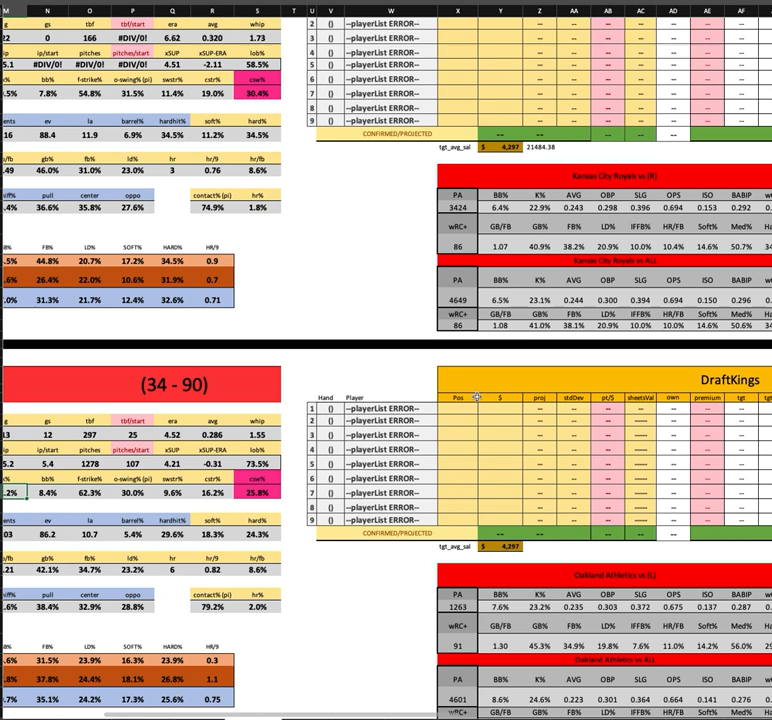 M N O P Q R S T U V W X Y Z AA AB AC AD AE AF
gs tbf tbf/start era avg whip 2 () --playerList ERROR-- -- -- -- -- -- -- -- --
22 0 166 #DIV/0! 6.62 0.320 1.73 3 () --playerList ERROR-- -- -- -- -- -- -- -- --
ip/start pitches pitches/start xSUP xSUP-ERA lob% 4 () --playerList ERROR-- -- -- -- -- -- -- -- --
5.1 #DIV/0! #DIV/0! #DIV/0! 4.51 -2.11 58.5% 5 () --playerList ERROR-- -- -- -- -- -- -- -- --
bb% f-strike% o-swing% (pi) swstr% cstr% csw% 6 () --playerList ERROR-- -- -- -- -- -- -- -- --
.5% 7.8% 54.8% 31.5% 11.4% 19.0% 30.4% 7 () --playerList ERROR-- -- -- -- -- -- -- -- --
8 () --playerList ERROR-- -- -- -- -- -- -- -- --
ents ev la barrel% hardhit% soft% hard% 9 () --playerList ERROR-- -- -- -- -- -- -- -- --
16 88.4 11.9 6.9% 34.5% 11.2% 34.5% CONFIRMED/PROJECTED -- -- -- -- -- --
tgt_avg_sal $ 4,297 21484.38
/fb gb% fb% ld% hr hr/9 hr/fb
.49 46.0% 31.0% 23.0% 3 0.76 8.6%
Kansas City Royals vs (R)
iff% pull center oppo contact% (pi) hr% PA BB% K% AVG OBP SLG OPS ISO BABIP
.4% 36.6% 35.8% 27.6% 74.9% 1.8% 3424 6.4% 22.9% 0.243 0.298 0.396 0.694 0.153 0.292
wRC+ GB/FB GB% FB% LD% IFFB% HR/FB Soft% Med% Ha
GB% FB% LD% SOFT% HARD% HR/9 86 1.07 40.9% 38.2% 20.9% 10.0% 10.4% 14.6% 50.7%
.5% 44.8% 20.7% 17.2% 34.5% 0.9 Kansas City Royals vs ALL
.6% 26.4% 22.0% 10.6% 31.9% 0.7 PA BB% K% AVG OBP SLG OPS ISO BABIP
.0% 31.3% 21.7% 12.4% 32.6% 0.71 4649 6.5% 23.1% 0.244 0.300 0.394 0.694 0.150 0.296
wRC+ GB/FB GB% FB% LD% IFFB% HR/FB Soft% Med% Ha
86 1.08 41.0% 38.1% 20.9% 10.0% 10.0% 14.6% 50.6%
(34 - 90) DraftKings
Hand Player Pos $ proj stdDev pt/$ sheetsVal own premium tgt
g gs tbf tbf/start era avg whip 1 () --playerList ERROR-- -- -- -- ----- -- -- --
13 12 297 25 4.52 0.286 1.55 2 () --playerList ERROR-- -- -- -- ----- -- -- --
ip ip/start pitches pitches/start xSUP xSUP-ERA lob% 3 () --playerList ERROR-- -- -- -- ----- -- -- --
5.2 5.4 1278 107 4.21 -0.31 73.5% 4 () --playerList ERROR-- -- -- -- ----- -- -- --
bb% f-strike% o-swing% (pi) swstr% cstr% csw% 5 () --playerList ERROR-- -- -- -- ----- -- -- --
.2% 8.4% 62.3% 30.0% 9.6% 16.2% 25.8% 6 () --playerList ERROR-- -- -- -- ----- -- -- --
7 () --playerList ERROR-- -- -- -- ----- -- -- --
ents ev la barrel% hardhit% soft% hard% 8 () --playerList ERROR-- -- -- -- ----- -- -- --
03 86.2 10.7 5.4% 29.6% 18.3% 24.3% 9 () --playerList ERROR-- -- -- -- ----- -- -- --
CONFIRMED/PROJECTED -- -- -- -- -- --
/fb gb% fb% ld% hr hr/9 hr/fb tgt_avg_sal $ 4,297
.21 42.1% 34.7% 23.2% 6 0.82 8.6%
Oakland Athletics vs (L)
iff% pull center oppo contact% (pi) hr% PA BB% K% AVG OBP SLG OPS ISO BABIP
.6% 38.4% 32.9% 28.8% 79.2% 2.0% 1263 7.6% 23.2% 0.235 0.303 0.372 0.675 0.137 0.287
wRC+ GB/FB GB% FB% LD% IFFB% HR/FB Soft% Med% Ha
FB% LD% SOFT% HARD% HR/9 91 1.30 45.3% 34.9% 19.8% 7.6% 11.0% 14.2% 56.0%
.6% 31.5% 23.9% 16.3% 23.9% 0.3 Oakland Athletics vs ALL
.8% 37.8% 24.4% 18.1% 26.8% 1.1 PA BB% K% AVG OBP SLG OPS ISO BABIP
.7% 35.1% 24.2% 17.3% 25.6% 0.75 4601 8.6% 24.6% 0.223 0.301 0.364 0.664 0.141 0.276
wRC+ GB/FB GB% FB% LD% IFFB% HR/FB Soft% Med% Ha